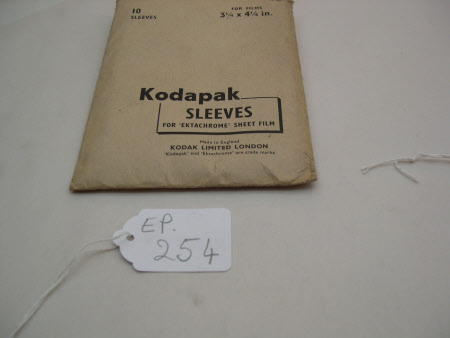 10
SLEEVES
FOR FILMS
3¼ x 4¼ in.
Kodapak
SLEEVES
FOR 'EKTACHROME' SHEET FILM
Made in England
KODAK LIMITED LONDON
'Kodapak' and 'Ektachrome' are trade marks
EP.
254